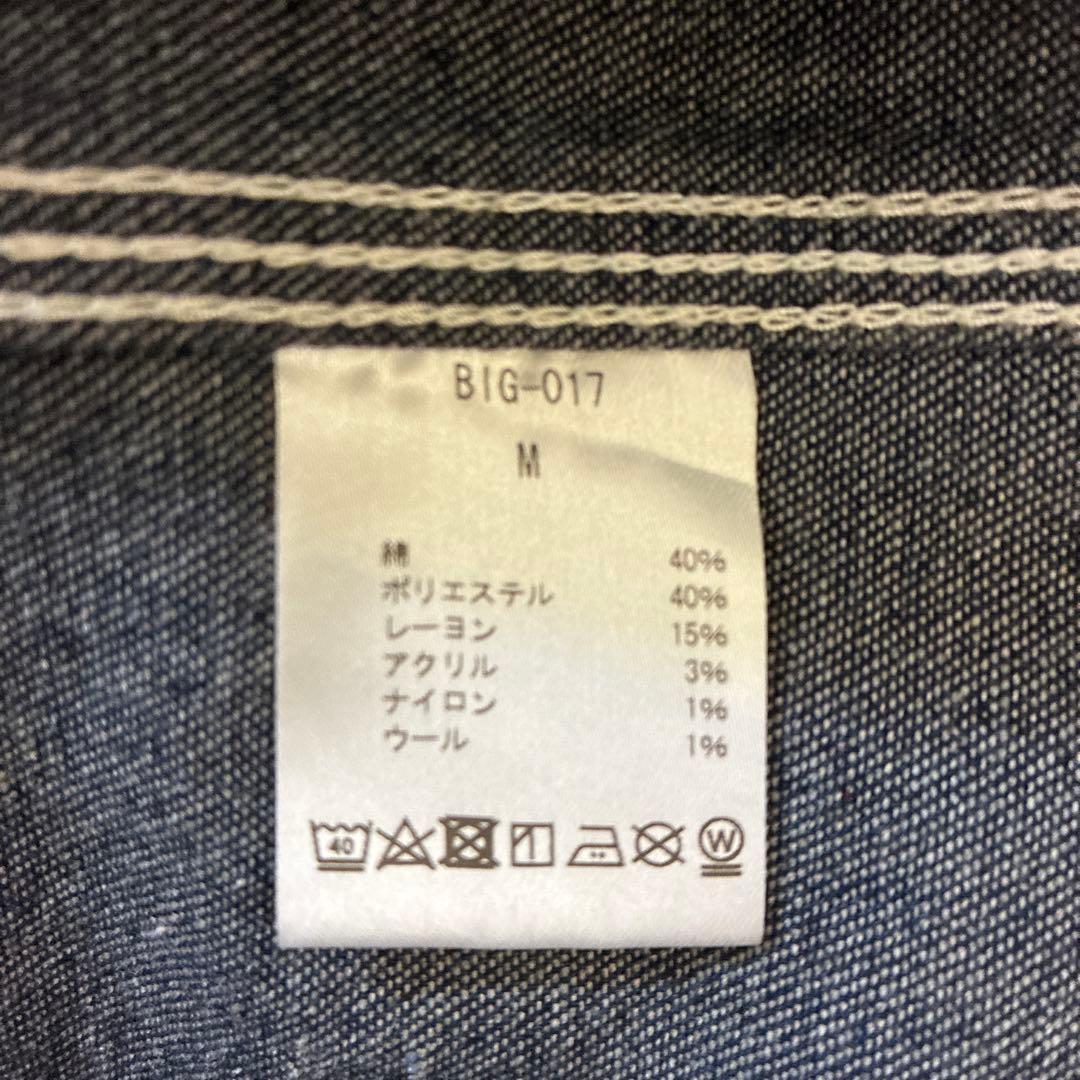 BIG-017
M
綿 40%
ポリエステル 40%
レーヨン 15%
アクリル 3%
ナイロン 1%
ウール 1%
40 W